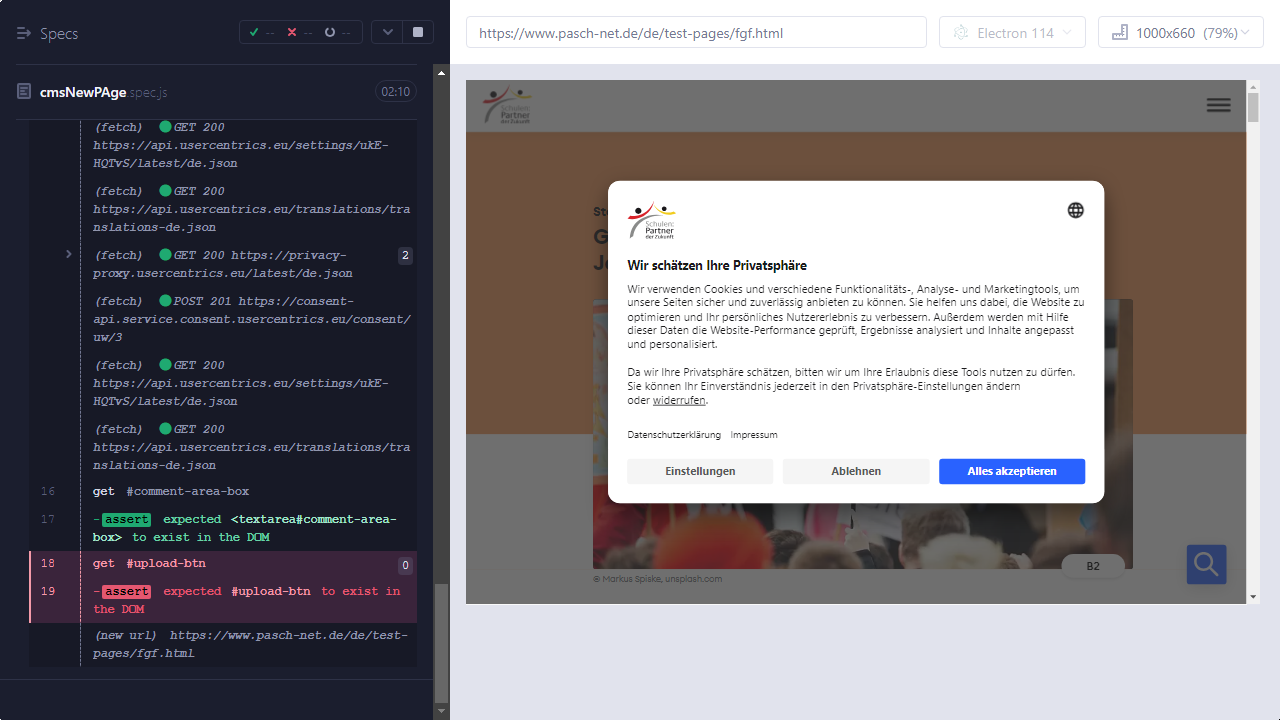 Specs
-- -- --
cmsNewPAge.spec.js 02:10
(fetch) GET 200
https://api.usercentrics.eu/settings/ukE-
HQTvS/latest/de.json
(fetch) GET 200
https://api.usercentrics.eu/translations/tra
nslations-de.json
(fetch) GET 200 https://privacy-
proxy.usercentrics.eu/latest/de.json
2
(fetch) POST 201 https://consent-
api.service.consent.usercentrics.eu/consent/
uw/3
(fetch) GET 200
https://api.usercentrics.eu/settings/ukE-
HQTvS/latest/de.json
(fetch) GET 200
https://api.usercentrics.eu/translations/tra
nslations-de.json
16 get #comment-area-box
17 -assert expected <textarea#comment-area-
box> to exist in the DOM
18 get #upload-btn 0
19 -assert expected #upload-btn to exist in
the DOM
(new url) https://www.pasch-net.de/de/test-
pages/fgf.html
https://www.pasch-net.de/de/test-pages/fgf.html
Electron 114
1000x660 (79%)
Schulen:
Partner
der Zukunft
Schulen:
Partner
der Zukunft
Wir schätzen Ihre Privatsphäre
Wir verwenden Cookies und verschiedene Funktionalitäts-, Analyse- und Marketingtools, um
unsere Seiten sicher und zuverlässig anbieten zu können. Sie helfen uns dabei, die Website zu
optimieren und Ihr persönliches Nutzererlebnis zu verbessern. Außerdem werden mit Hilfe
dieser Daten die Website-Performance geprüft, Ergebnisse analysiert und Inhalte angepasst
und personalisiert.
Da wir Ihre Privatsphäre schätzen, bitten wir um Ihre Erlaubnis diese Tools nutzen zu dürfen.
Sie können Ihr Einverständnis jederzeit in den Privatsphäre-Einstellungen ändern
oder widerrufen.
Datenschutzerklärung Impressum
Einstellungen Ablehnen Alles akzeptieren
B2
© Markus Spiske, unsplash.com